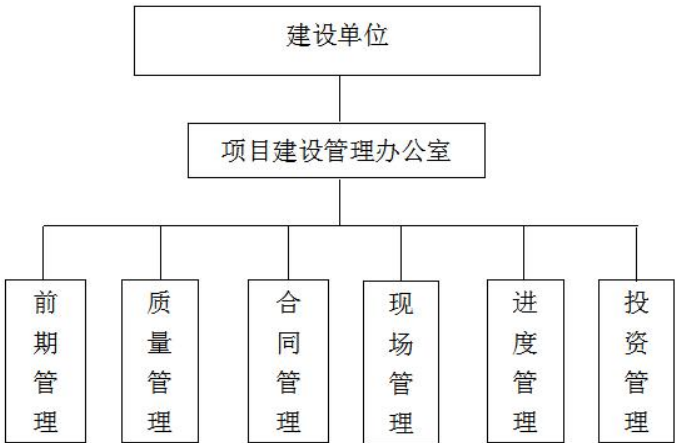 建设单位
项目建设管理办公室
前期管理
质量管理
合同管理
现场管理
进度管理
投资管理